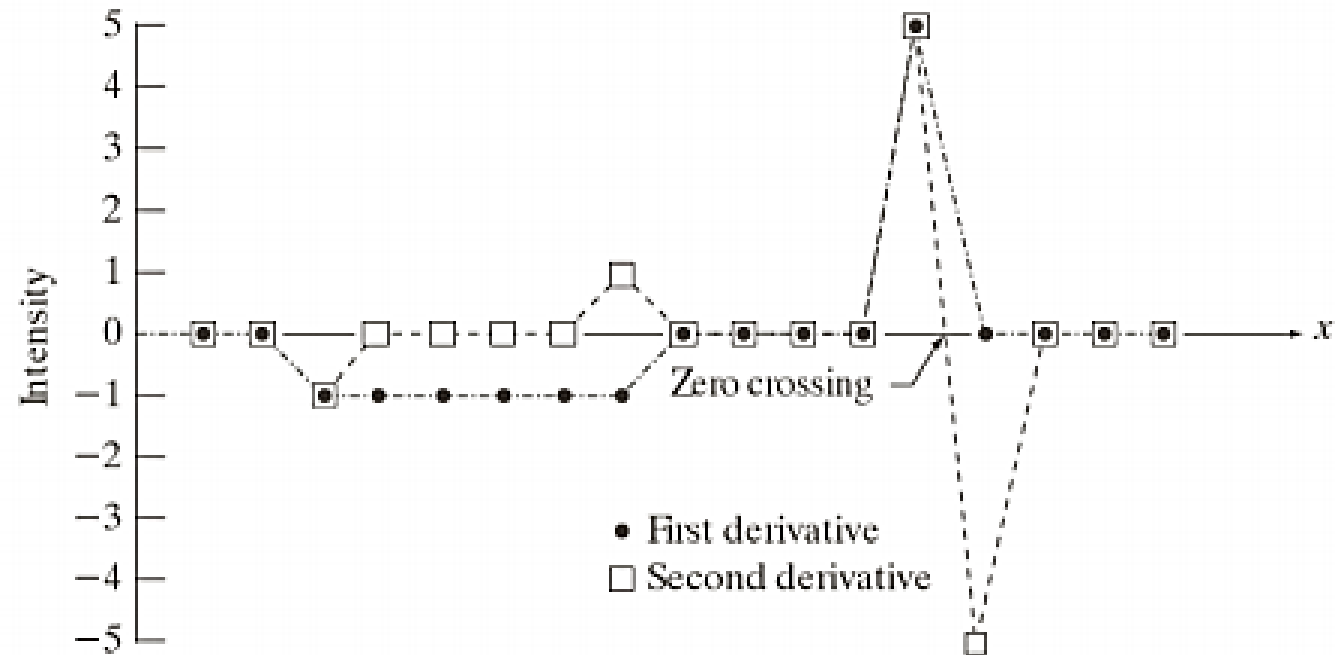 5
4
3
2
1
0
−1
−2
−3
−4
−5
Intensity
x
Zero crossing
First derivative
Second derivative